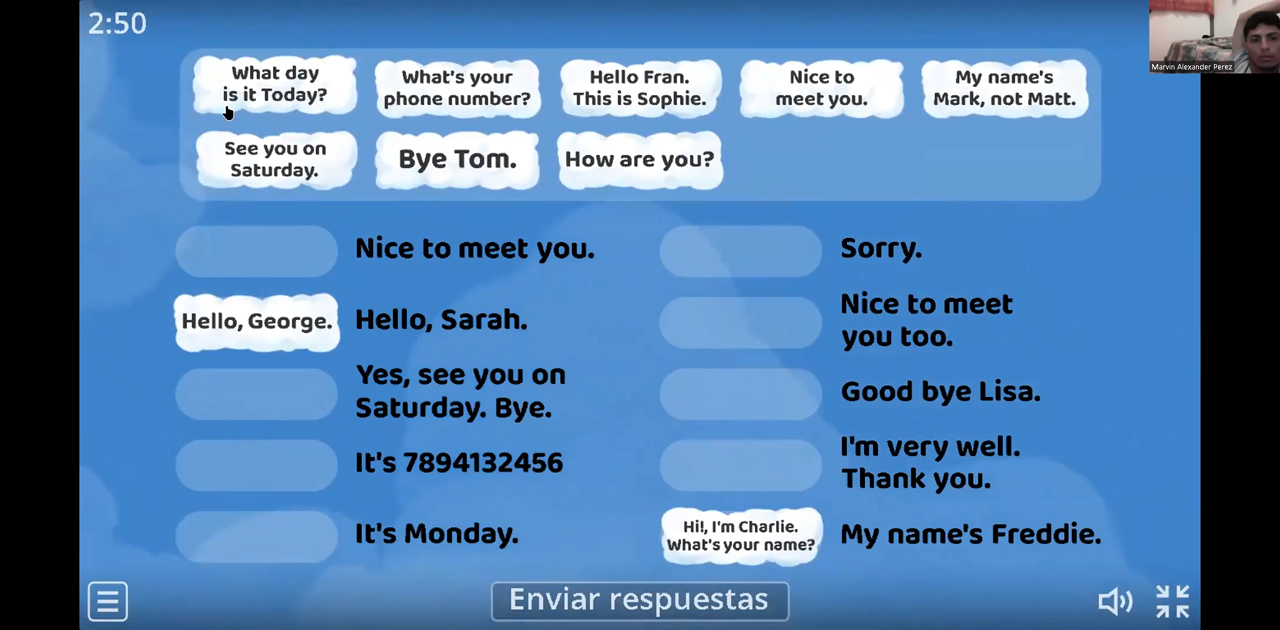 2:50
Marvin Alexander Perez
What day
is it Today?
What's your
phone number?
Hello Fran.
This is Sophie.
Nice to
meet you.
My name's
Mark, not Matt.
See you on
Saturday.
Bye Tom.
How are you?
Nice to meet you.
Hello, George.
Hello, Sarah.
Yes, see you on
Saturday. Bye.
It's 7894132456
It's Monday.
Sorry.
Nice to meet
you too.
Good bye Lisa.
I'm very well.
Thank you.
Hi!, I'm Charlie.
What's your name?
My name's Freddie.
Enviar respuestas